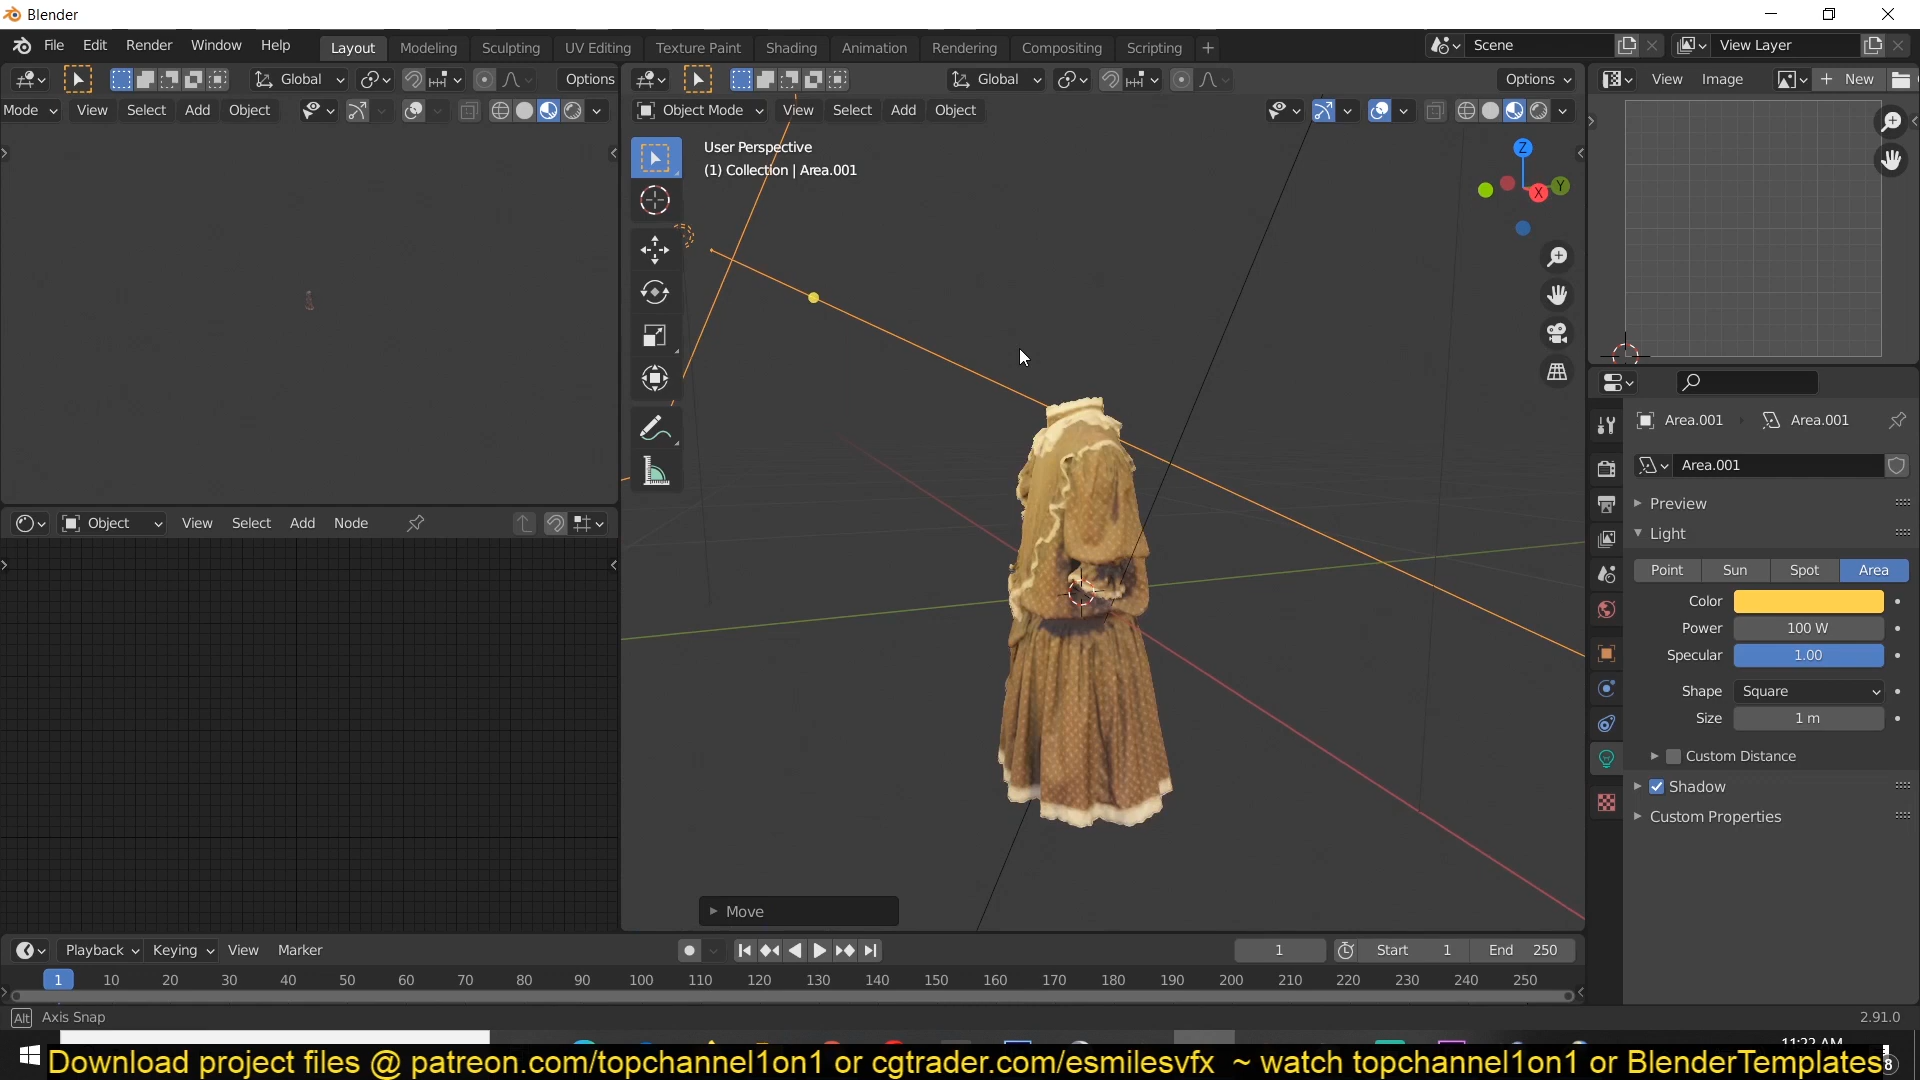 Blender
File Edit Render Window Help Layout Modeling Sculpting UV Editing Texture Paint Shading Animation Rendering Compositing Scripting + Scene View Layer
Global Options Global Options View Image New
Mode View Select Add Object Object Mode View Select Add Object
User Perspective
(1) Collection | Area.001
Z
X Y
Area.001 Area.001
Area.001
Preview
Light
Point Sun Spot Area
Color
Power 100 W
Specular 1.00
Shape Square
Size 1 m
Custom Distance
Shadow
Custom Properties
Object View Select Add Node
Move
Playback Keying View Marker 1 Start 1 End 250
1 10 20 30 40 50 60 70 80 90 100 110 120 130 140 150 160 170 180 190 200 210 220 230 240 250
Alt Axis Snap 2.91.0
11:22 AM
Download project files @ patreon.com/topchannel1on1 or cgtrader.com/esmilesvfx ~ watch topchannel1on1 or BlenderTemplates